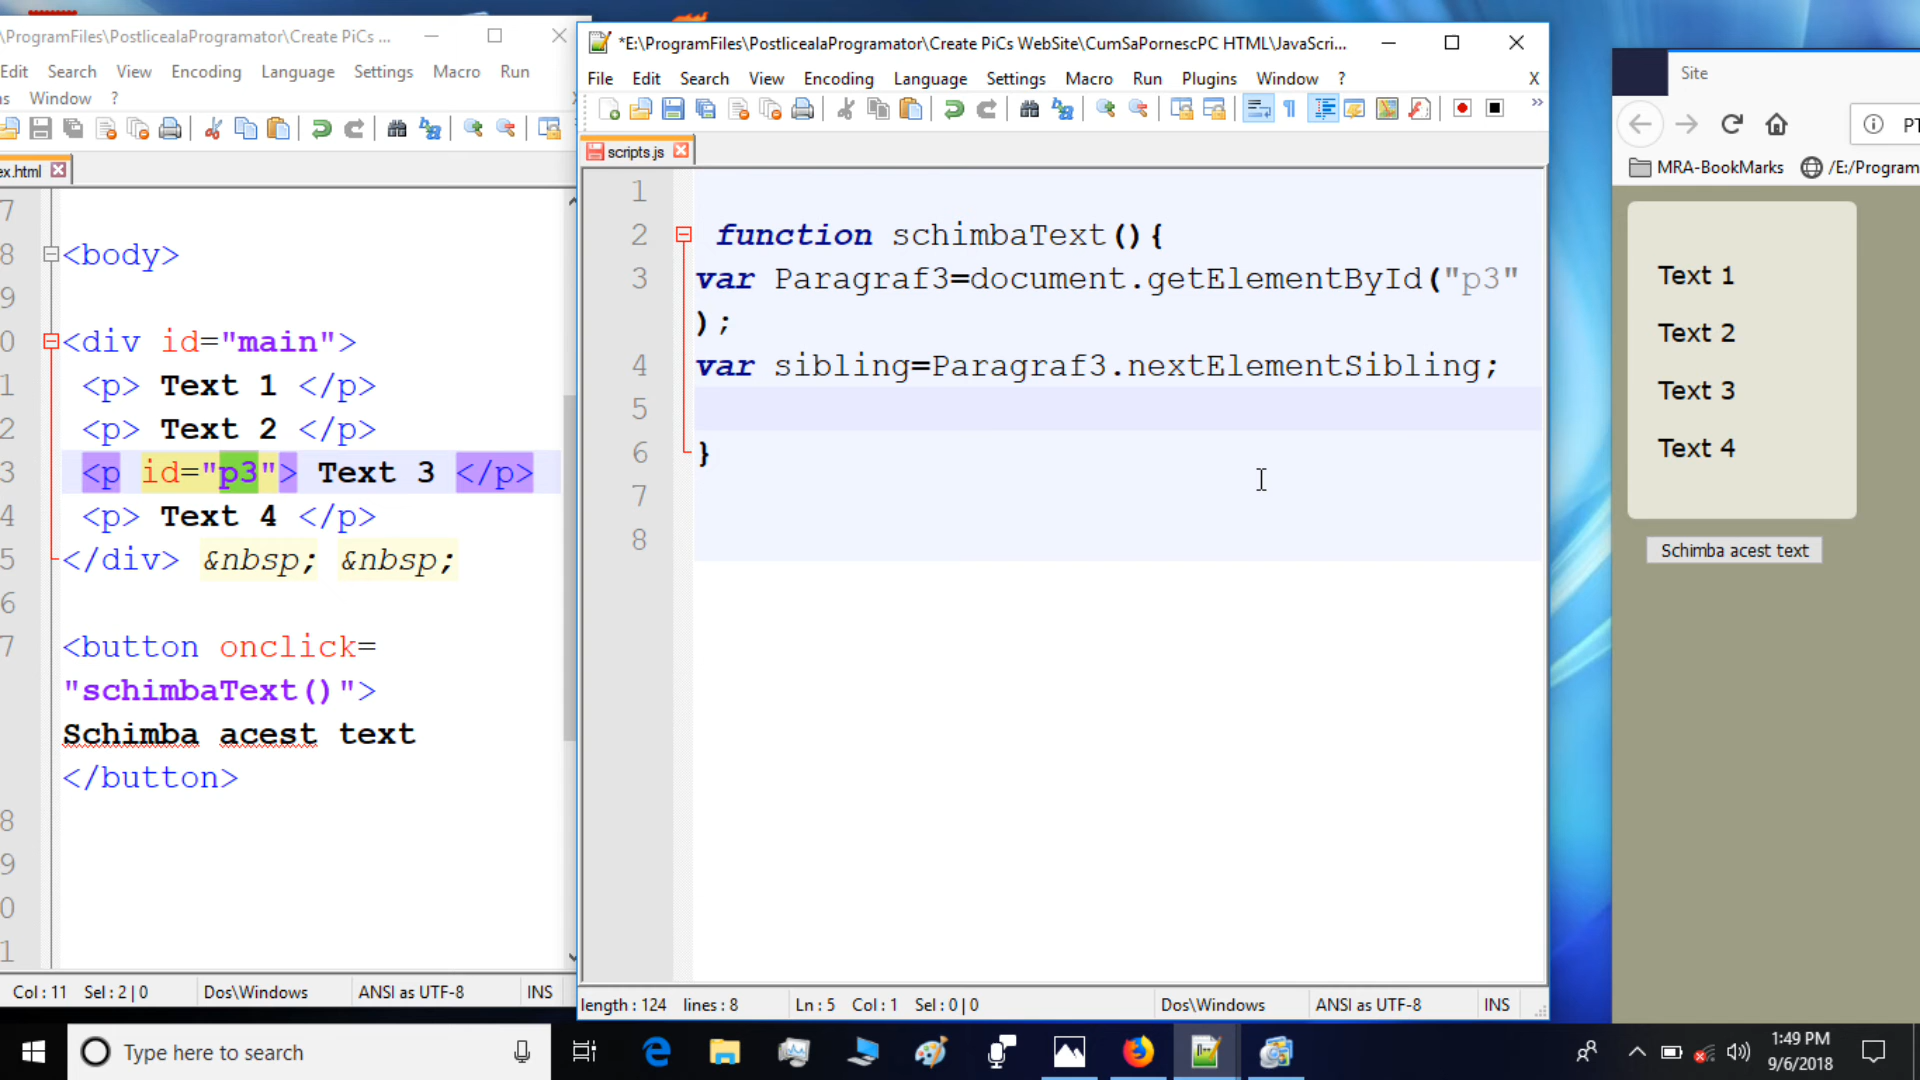 \ProgramFiles\PostlicealaProgramator\Create PiCs ...
Edit Search View Encoding Language Settings Macro Run
Window ?
ex.html
7
8 <body>
9
0 <div id="main">
1 <p> Text 1 </p>
2 <p> Text 2 </p>
3 <p id="p3"> Text 3 </p>
4 <p> Text 4 </p>
5 </div> &nbsp; &nbsp;
6
7 <button onclick=
"schimbaText()">
Schimba acest text
</button>
8
9
0
1
Col : 11 Sel : 2 | 0 Dos\Windows ANSI as UTF-8 INS
*E:\ProgramFiles\PostlicealaProgramator\Create PiCs WebSite\CumSaPornescPC HTML\JavaScri...
File Edit Search View Encoding Language Settings Macro Run Plugins Window ? X
scripts.js
1
2 function schimbaText(){
3 var Paragraf3=document.getElementById("p3"
);
4 var sibling=Paragraf3.nextElementSibling;
5
6 }
7
8
length : 124 lines : 8 Ln : 5 Col : 1 Sel : 0 | 0 Dos\Windows ANSI as UTF-8 INS
Site
MRA-BookMarks /E:/Program
Text 1
Text 2
Text 3
Text 4
Schimba acest text
Type here to search
1:49 PM
9/6/2018